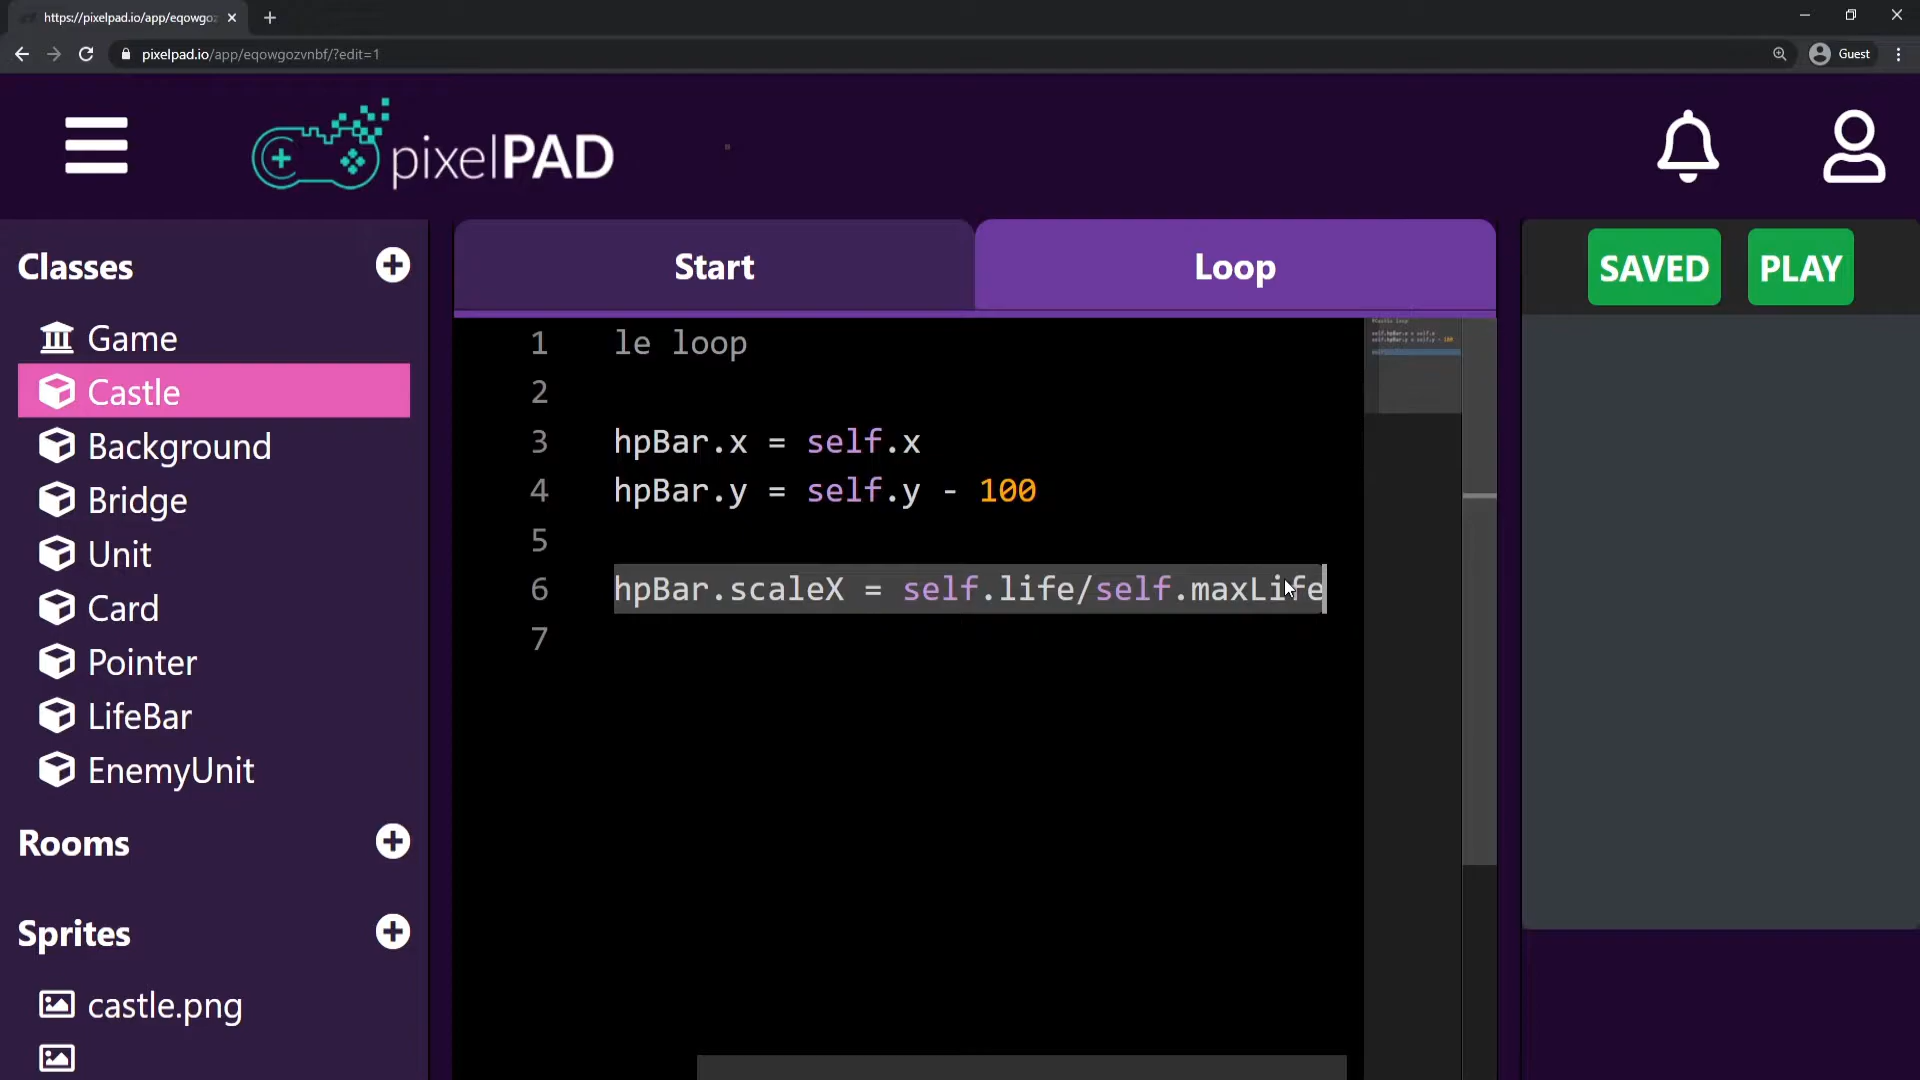 https://pixelpad.io/app/eqowgoz
pixelpad.io/app/eqowgozvnbf/?edit=1
Guest
pixelPAD
Classes
Game
Castle
Background
Bridge
Unit
Card
Pointer
LifeBar
EnemyUnit
Rooms
Sprites
castle.png
Start
Loop
1 le loop
2
3 hpBar.x = self.x
4 hpBar.y = self.y - 100
5
6 hpBar.scaleX = self.life/self.maxLife
7
SAVED
PLAY